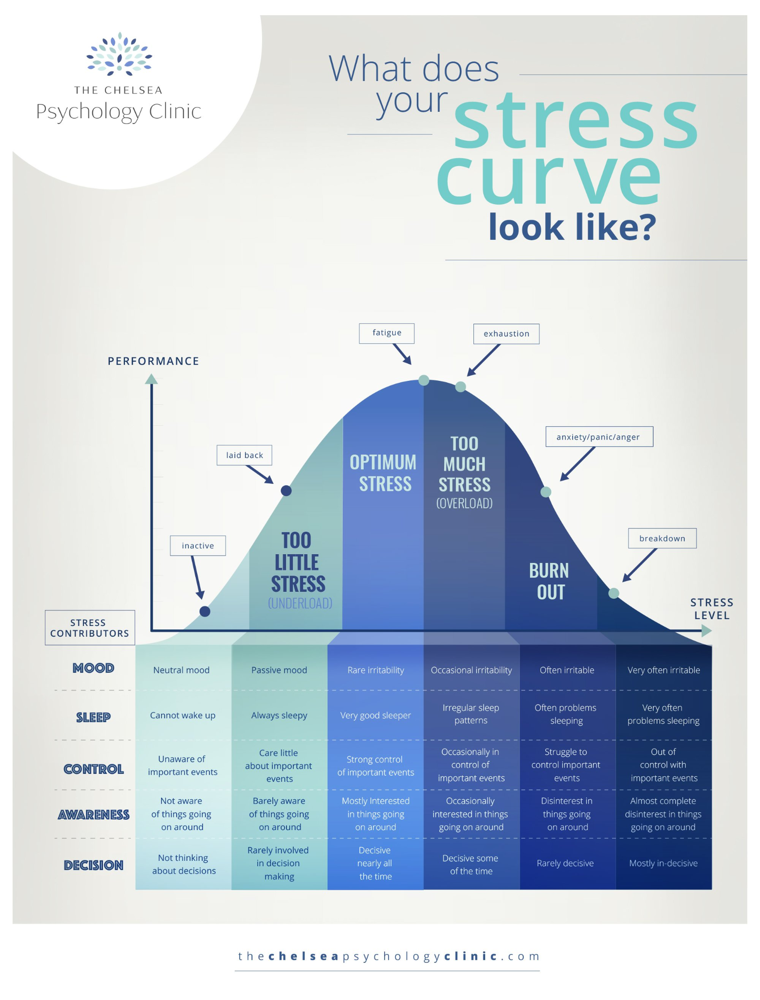 THE CHELSEA
Psychology Clinic
What does
your
stress
curve
look like?
fatigue
exhaustion
PERFORMANCE
anxiety/panic/anger
laid back
TOO
MUCH
STRESS
(OVERLOAD)
OPTIMUM
STRESS
breakdown
inactive
TOO
LITTLE
STRESS
(UNDERLOAD)
BURN
OUT
STRESS
LEVEL
STRESS
CONTRIBUTORS
MOOD
Neutral mood
Passive mood
Rare irritability
Occasional irritability
Often irritable
Very often irritable
SLEEP
Cannot wake up
Always sleepy
Very good sleeper
Irregular sleep
patterns
Often problems
sleeping
Very often
problems sleeping
CONTROL
Unaware of
important events
Care little
about important
events
Strong control
of important events
Occasionally in
control of
important events
Struggle to
control important
events
Out of
control with
important events
AWARENESS
Not aware
of things going
on around
Barely aware
of things going
on around
Mostly Interested
in things going
on around
Occasionally
interested in things
going on around
Disinterest in
things going
on around
Almost complete
disinterest in things
going on around
DECISION
Not thinking
about decisions
Rarely involved
in decision
making
Decisive
nearly all
the time
Decisive some
of the time
Rarely decisive
Mostly in-decisive
thechelseapsychologyclinic.com